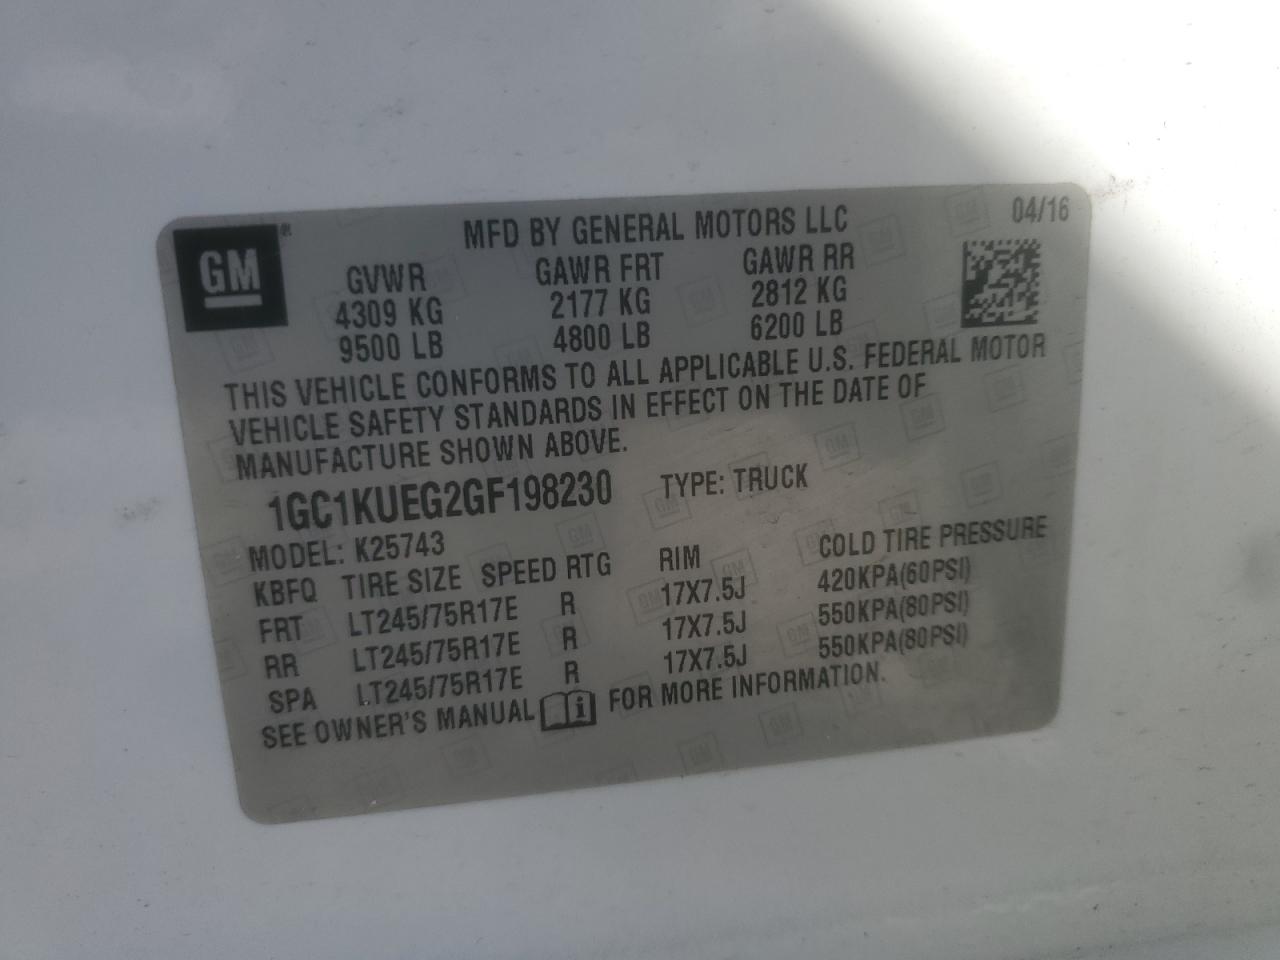 GM
MFD BY GENERAL MOTORS LLC 04/16
GVWR GAWR FRT GAWR RR
4309 KG 2177 KG 2812 KG
9500 LB 4800 LB 6200 LB
THIS VEHICLE CONFORMS TO ALL APPLICABLE U.S. FEDERAL MOTOR
VEHICLE SAFETY STANDARDS IN EFFECT ON THE DATE OF
MANUFACTURE SHOWN ABOVE.
1GC1KUEG2GF198230 TYPE: TRUCK
MODEL: K25743
KBFQ TIRE SIZE SPEED RTG RIM COLD TIRE PRESSURE
FRT LT245/75R17E R 17X7.5J 420KPA(60PSI)
RR LT245/75R17E R 17X7.5J 550KPA(80PSI)
SPA LT245/75R17E R 17X7.5J 550KPA(80PSI)
SEE OWNER'S MANUAL i FOR MORE INFORMATION.